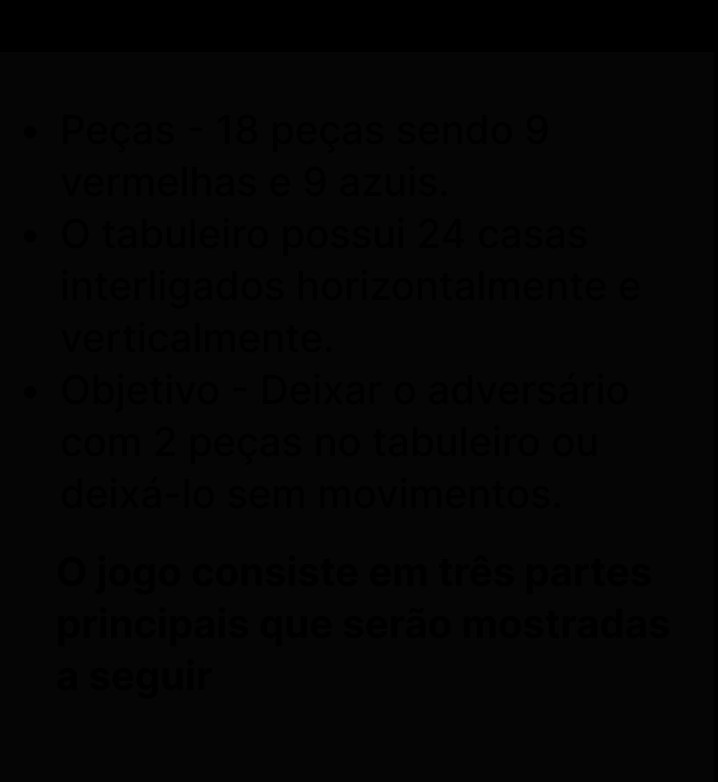 • Peças - 18 peças sendo 9
vermelhas e 9 azuis.
• O tabuleiro possui 24 casas
interligados horizontalmente e
verticalmente.
• Objetivo - Deixar o adversário
com 2 peças no tabuleiro ou
deixá-lo sem movimentos.
O jogo consiste em três partes
principais que serão mostradas
a seguir